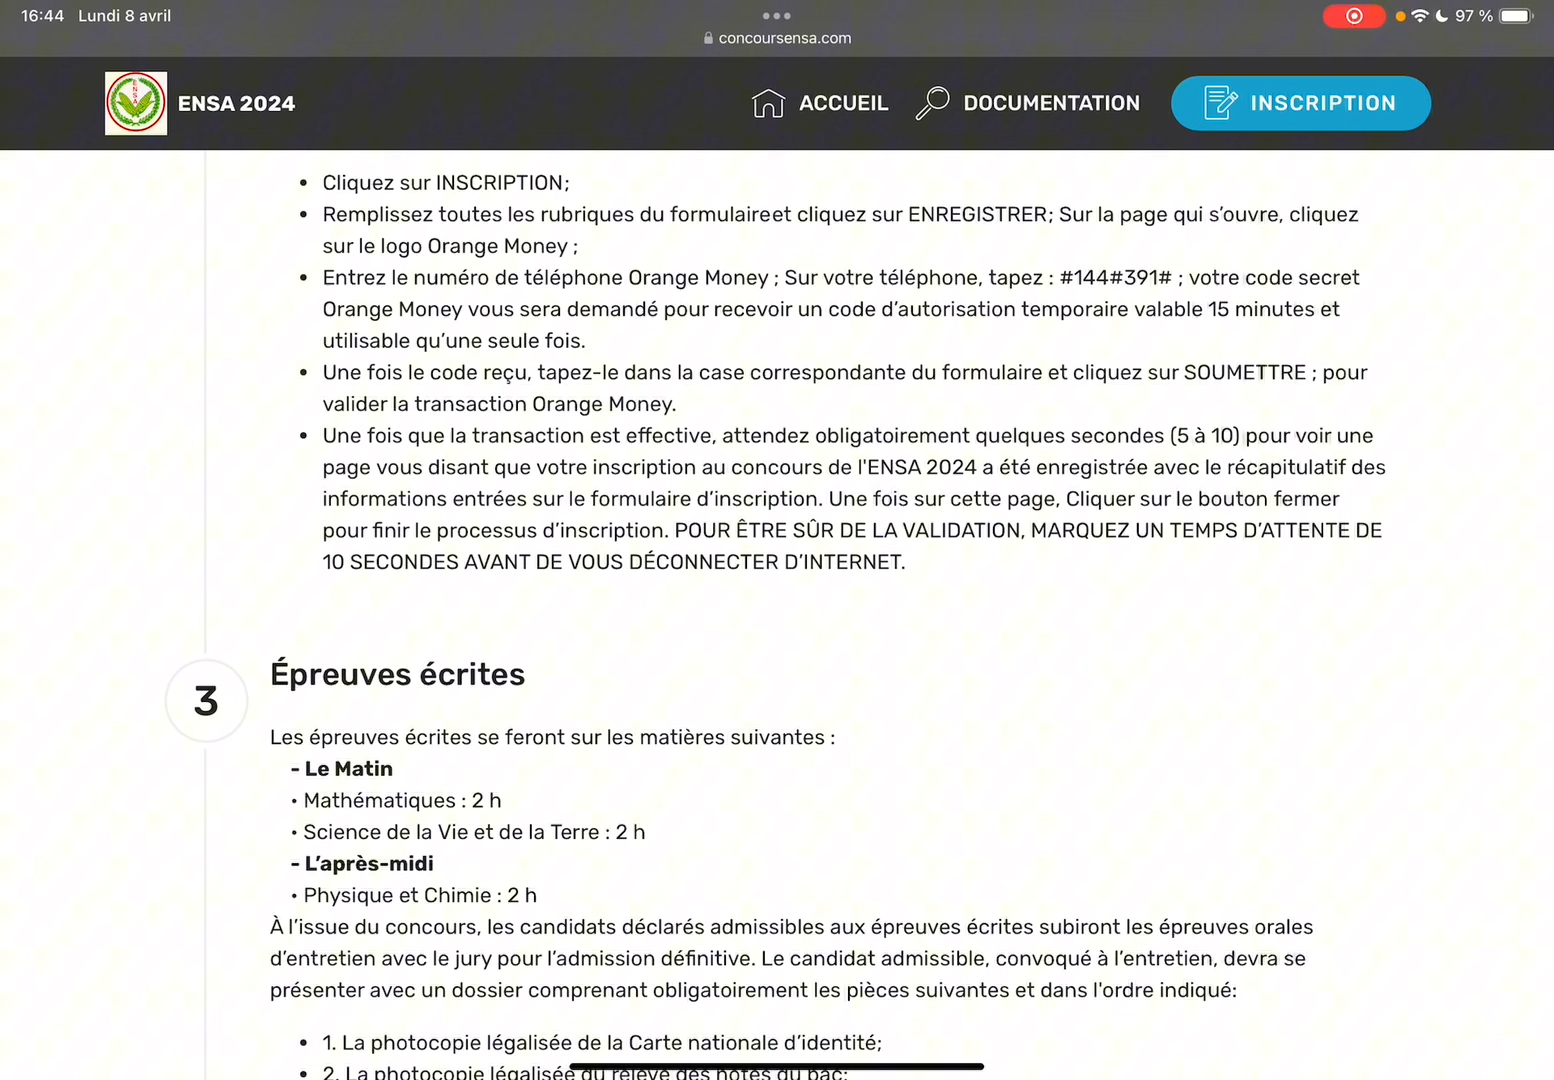 16:44 Lundi 8 avril
97 %
concoursensa.com
ENSA 2024
ACCUEIL
DOCUMENTATION
INSCRIPTION
• Cliquez sur INSCRIPTION;
• Remplissez toutes les rubriques du formulaireet cliquez sur ENREGISTRER; Sur la page qui s’ouvre, cliquez
sur le logo Orange Money ;
• Entrez le numéro de téléphone Orange Money ; Sur votre téléphone, tapez : #144#391# ; votre code secret
Orange Money vous sera demandé pour recevoir un code d’autorisation temporaire valable 15 minutes et
utilisable qu’une seule fois.
• Une fois le code reçu, tapez-le dans la case correspondante du formulaire et cliquez sur SOUMETTRE ; pour
valider la transaction Orange Money.
• Une fois que la transaction est effective, attendez obligatoirement quelques secondes (5 à 10) pour voir une
page vous disant que votre inscription au concours de l'ENSA 2024 a été enregistrée avec le récapitulatif des
informations entrées sur le formulaire d’inscription. Une fois sur cette page, Cliquer sur le bouton fermer
pour finir le processus d’inscription. POUR ÊTRE SÛR DE LA VALIDATION, MARQUEZ UN TEMPS D’ATTENTE DE
10 SECONDES AVANT DE VOUS DÉCONNECTER D’INTERNET.
3
Épreuves écrites
Les épreuves écrites se feront sur les matières suivantes :
- Le Matin
• Mathématiques : 2 h
• Science de la Vie et de la Terre : 2 h
- L’après-midi
• Physique et Chimie : 2 h
À l’issue du concours, les candidats déclarés admissibles aux épreuves écrites subiront les épreuves orales
d’entretien avec le jury pour l’admission définitive. Le candidat admissible, convoqué à l’entretien, devra se
présenter avec un dossier comprenant obligatoirement les pièces suivantes et dans l'ordre indiqué:
• 1. La photocopie légalisée de la Carte nationale d’identité;
• 2. La photocopie légalisée du relevé des notes du bac;